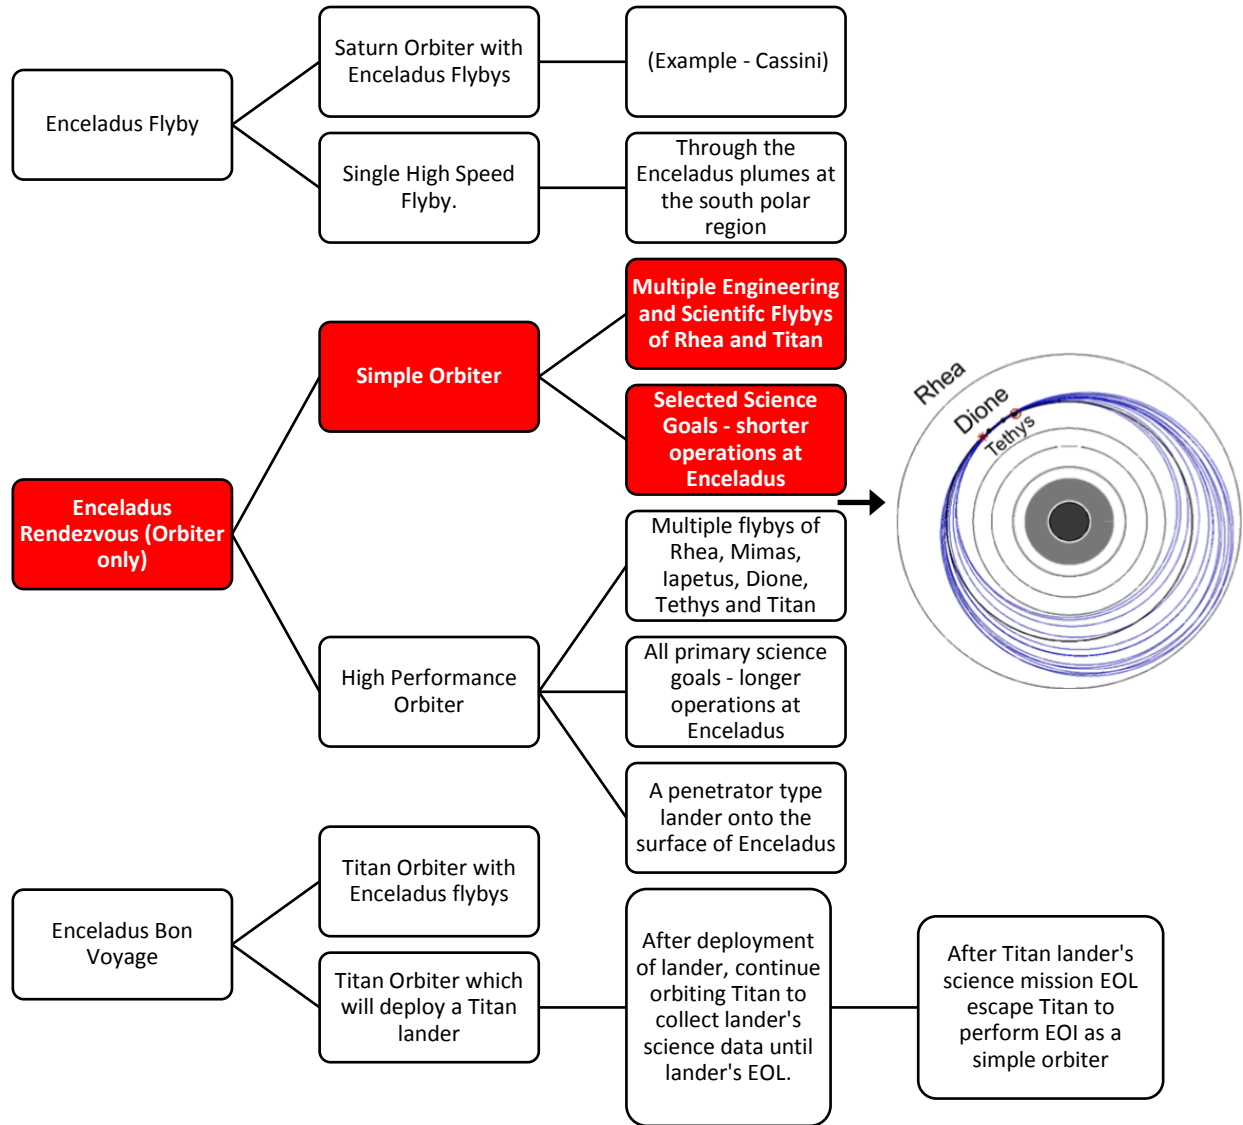 Enceladus Flyby
Saturn Orbiter with
Enceladus Flybys
(Example - Cassini)
Single High Speed
Flyby.
Through the
Enceladus plumes at
the south polar
region
Enceladus
Rendezvous (Orbiter
only)
Simple Orbiter
Multiple Engineering
and Scientifc Flybys
of Rhea and Titan
Selected Science
Goals - shorter
operations at
Enceladus
High Performance
Orbiter
Multiple flybys of
Rhea, Mimas,
Iapetus, Dione,
Tethys and Titan
All primary science
goals - longer
operations at
Enceladus
A penetrator type
lander onto the
surface of Enceladus
Rhea
Dione
Tethys
Enceladus Bon
Voyage
Titan Orbiter with
Enceladus flybys
Titan Orbiter which
will deploy a Titan
lander
After deployment
of lander, continue
orbiting Titan to
collect lander's
science data until
lander's EOL.
After Titan lander's
science mission EOL
escape Titan to
perform EOI as a
simple orbiter